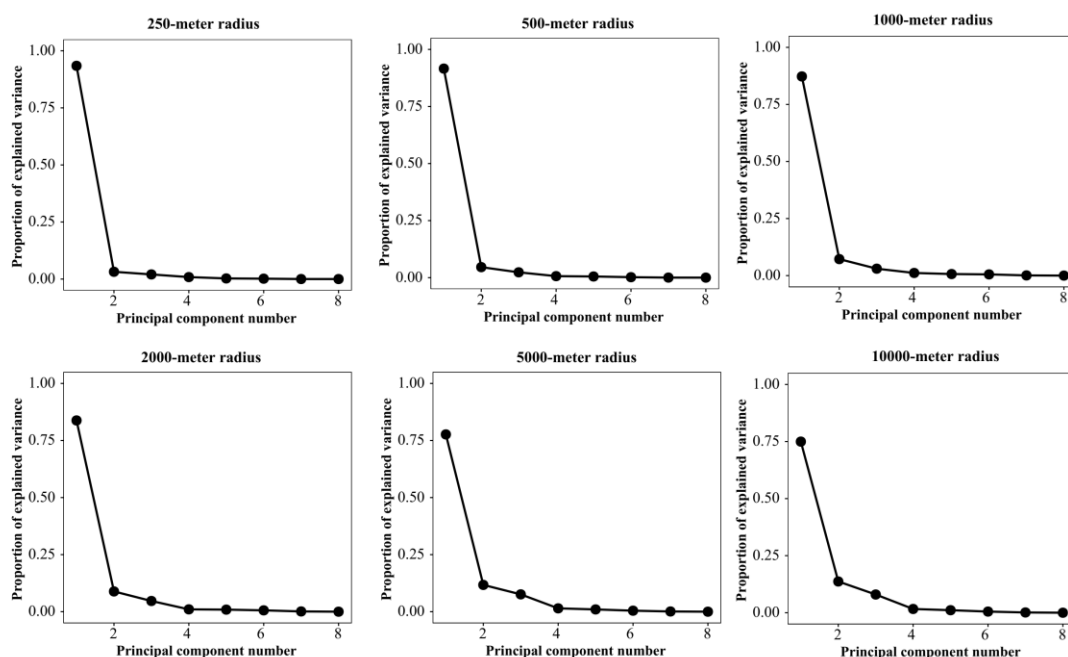 250-meter radius
Proportion of explained variance
1.00
0.75
0.50
0.25
0.00
2 4 6 8
Principal component number
500-meter radius
Proportion of explained variance
1.00
0.75
0.50
0.25
0.00
2 4 6 8
Principal component number
1000-meter radius
Proportion of explained variance
1.00
0.75
0.50
0.25
0.00
2 4 6 8
Principal component number
2000-meter radius
Proportion of explained variance
1.00
0.75
0.50
0.25
0.00
2 4 6 8
Principal component number
5000-meter radius
Proportion of explained variance
1.00
0.75
0.50
0.25
0.00
2 4 6 8
Principal component number
10000-meter radius
Proportion of explained variance
1.00
0.75
0.50
0.25
0.00
2 4 6 8
Principal component number